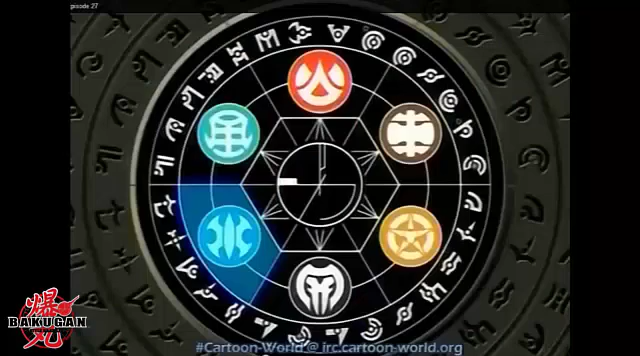 pisode 27
爆
BAKUGAN
丸
#Cartoon-World @ irc.cartoon-world.org